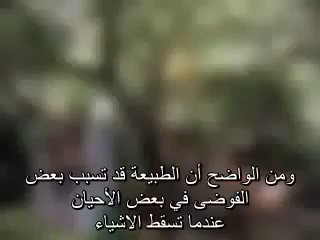 ومن الواضح أن الطبيعة قد تسبب بعض
الفوضى في بعض الأحيان
عندما تسقط الاشياء